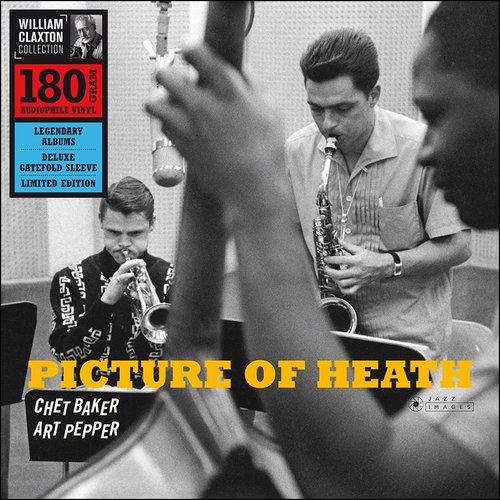 WILLIAM
CLAXTON
COLLECTION
180 GRAM
AUDIOPHILE VINYL
LEGENDARY
ALBUMS
DELUXE
GATEFOLD SLEEVE
LIMITED EDITION
PICTURE OF HEATH
CHET BAKER
ART PEPPER
JAZZ
IMAGES